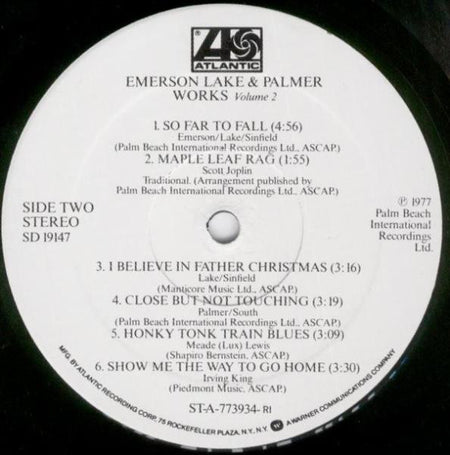 ATLANTIC
EMERSON LAKE & PALMER
WORKS Volume 2
1. SO FAR TO FALL (4:56)
Emerson/Lake/Sinfield
(Palm Beach International Recordings Ltd., ASCAP.)
2. MAPLE LEAF RAG (1:55)
Scott Joplin
Traditional. (Arrangement published by
Palm Beach International Recordings Ltd., ASCAP.)
SIDE TWO
STEREO
SD 19147
℗ 1977
Palm Beach
International
Recordings
Ltd.
3. I BELIEVE IN FATHER CHRISTMAS (3:16)
Lake/Sinfield
(Manticore Music Ltd., ASCAP.)
4. CLOSE BUT NOT TOUCHING (3:19)
Palmer/South
(Palm Beach International Recordings Ltd., ASCAP.)
5. HONKY TONK TRAIN BLUES (3:09)
Meade (Lux) Lewis
(Shapiro Bernstein, ASCAP.)
6. SHOW ME THE WAY TO GO HOME (3:30)
Irving King
(Piedmont Music, ASCAP.)
ST-A-773934-RI
MFG. BY ATLANTIC RECORDING CORP., 75 ROCKEFELLER PLAZA, N.Y., N.Y. W A WARNER COMMUNICATIONS COMPANY